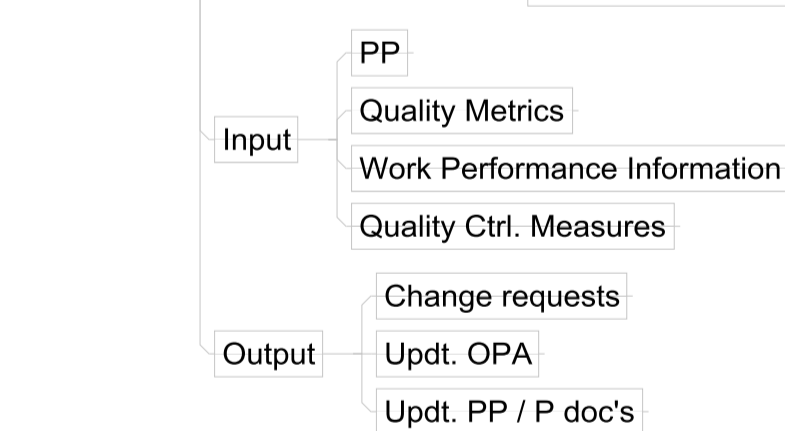 PP
Quality Metrics
Input
Work Performance Information
Quality Ctrl. Measures
Change requests
Output
Updt. OPA
Updt. PP / P doc's